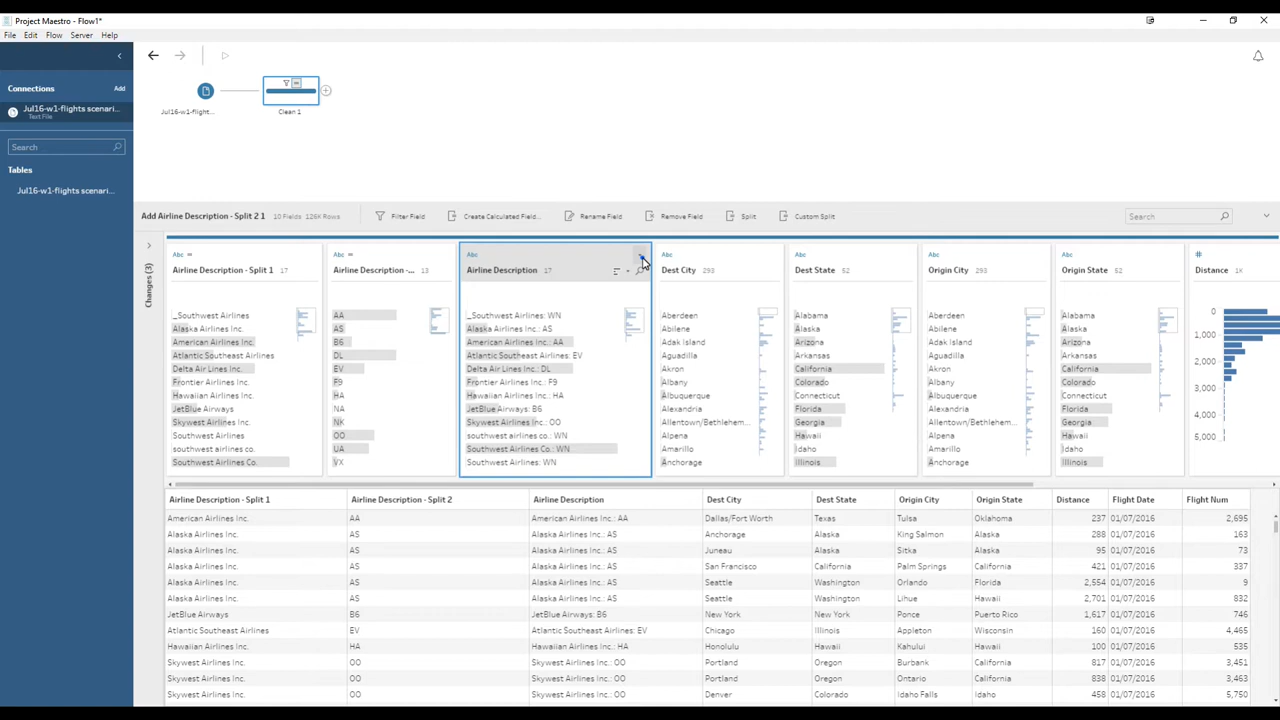 Project Maestro - Flow1*
File Edit Flow Server Help
Connections Add
Jul16-w1-flights scenari...
Text File
Search
Tables
Jul16-w1-flights scenari...
Jul16-w1-flight... Clean 1
Add Airline Description - Split 2 1 10 Fields 126K Rows Filter Field Create Calculated Field... Rename Field Remove Field Split Custom Split Search
Changes (3)
Abc = Abc = Abc Abc Abc Abc Abc #
Airline Description - Split 1 17 Airline Description -... 13 Airline Description 17 Dest City 293 Dest State 52 Origin City 293 Origin State 52 Distance 1K
_Southwest Airlines AA _Southwest Airlines: WN Aberdeen Alabama Aberdeen Alabama 0
Alaska Airlines Inc. AS Alaska Airlines Inc.: AS Abilene Alaska Abilene Alaska 1,000
American Airlines Inc. B6 American Airlines Inc.: AA Adak Island Arizona Adak Island Arizona
Atlantic Southeast Airlines DL Atlantic Southeast Airlines: EV Aguadilla Arkansas Aguadilla Arkansas 2,000
Delta Air Lines Inc. EV Delta Air Lines Inc.: DL Akron California Akron California
Frontier Airlines Inc. F9 Frontier Airlines Inc.: F9 Albany Colorado Albany Colorado 3,000
Hawaiian Airlines Inc. HA Hawaiian Airlines Inc.: HA Albuquerque Connecticut Albuquerque Connecticut
JetBlue Airways NA JetBlue Airways: B6 Alexandria Florida Alexandria Florida 4,000
Skywest Airlines Inc. NK Skywest Airlines Inc.: OO Allentown/Bethlehem... Georgia Allentown/Bethlehem... Georgia
Southwest Airlines OO southwest airlines co.: WN Alpena Hawaii Alpena Hawaii 5,000
southwest airlines co. UA Southwest Airlines Co.: WN Amarillo Idaho Amarillo Idaho
Southwest Airlines Co. VX Southwest Airlines: WN Anchorage Illinois Anchorage Illinois
Airline Description - Split 1 Airline Description - Split 2 Airline Description Dest City Dest State Origin City Origin State Distance Flight Date Flight Num
American Airlines Inc. AA American Airlines Inc.: AA Dallas/Fort Worth Texas Tulsa Oklahoma 237 01/07/2016 2,695
Alaska Airlines Inc. AS Alaska Airlines Inc.: AS Anchorage Alaska King Salmon Alaska 288 01/07/2016 163
Alaska Airlines Inc. AS Alaska Airlines Inc.: AS Juneau Alaska Sitka Alaska 95 01/07/2016 73
Alaska Airlines Inc. AS Alaska Airlines Inc.: AS San Francisco California Palm Springs California 421 01/07/2016 337
Alaska Airlines Inc. AS Alaska Airlines Inc.: AS Seattle Washington Orlando Florida 2,554 01/07/2016 9
Alaska Airlines Inc. AS Alaska Airlines Inc.: AS Seattle Washington Lihue Hawaii 2,701 01/07/2016 832
JetBlue Airways B6 JetBlue Airways: B6 New York New York Ponce Puerto Rico 1,617 01/07/2016 746
Atlantic Southeast Airlines EV Atlantic Southeast Airlines: EV Chicago Illinois Appleton Wisconsin 160 01/07/2016 4,465
Hawaiian Airlines Inc. HA Hawaiian Airlines Inc.: HA Honolulu Hawaii Kahului Hawaii 100 01/07/2016 535
Skywest Airlines Inc. OO Skywest Airlines Inc.: OO Portland Oregon Burbank California 817 01/07/2016 3,451
Skywest Airlines Inc. OO Skywest Airlines Inc.: OO Portland Oregon Ontario California 838 01/07/2016 3,463
Skywest Airlines Inc. OO Skywest Airlines Inc.: OO Denver Colorado Idaho Falls Idaho 458 01/07/2016 5,750